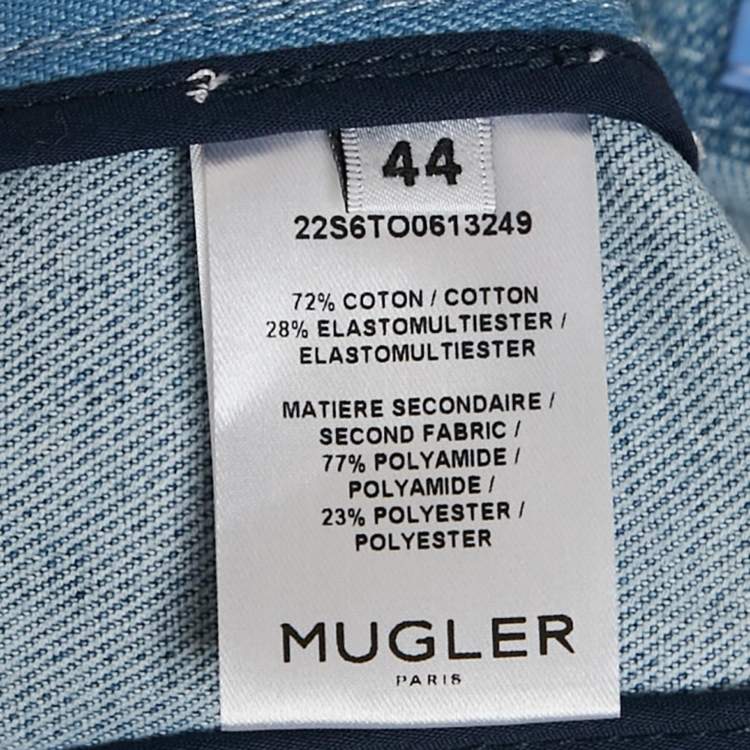 44
22S6TO0613249
72% COTON / COTTON
28% ELASTOMULTIESTER /
ELASTOMULTIESTER
MATIERE SECONDAIRE /
SECOND FABRIC /
77% POLYAMIDE /
POLYAMIDE /
23% POLYESTER /
POLYESTER
MUGLER
PARIS